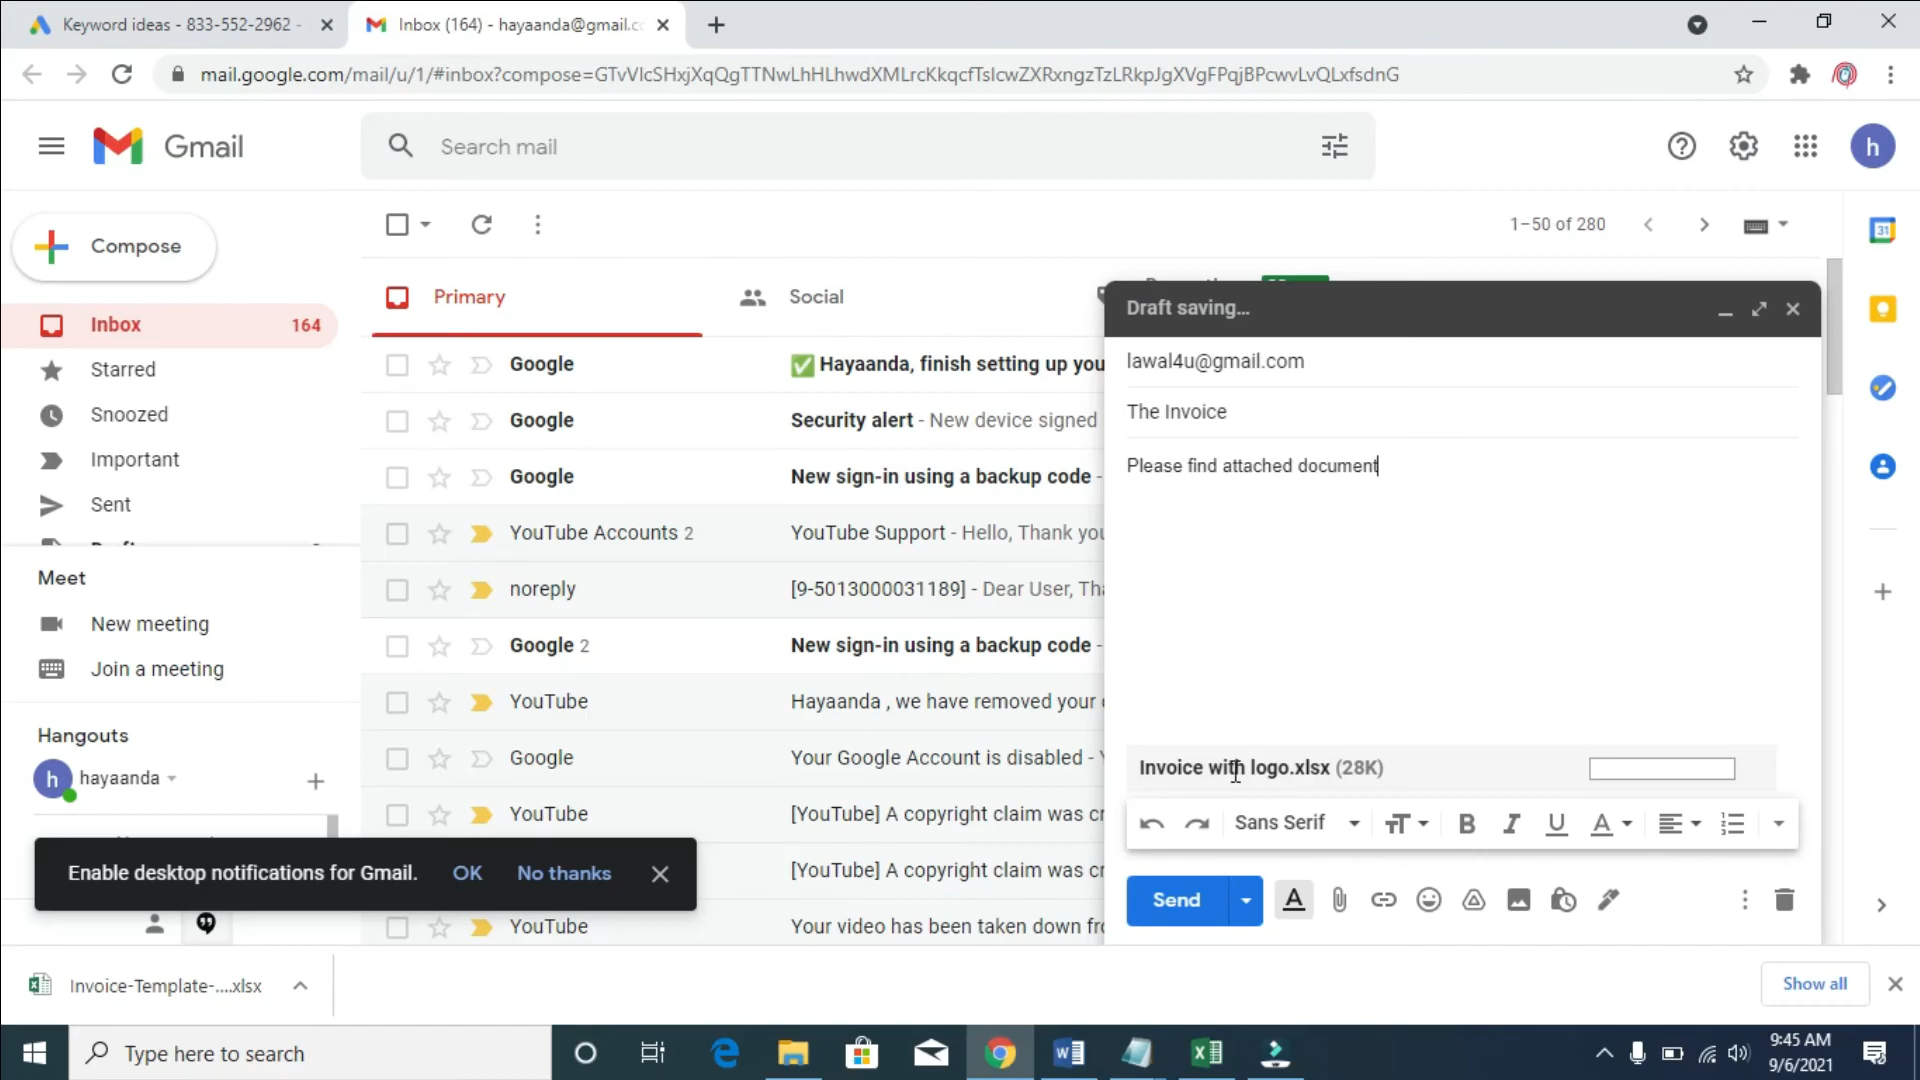 Keyword ideas - 833-552-2962 -
Inbox (164) - hayaanda@gmail.co
mail.google.com/mail/u/1/#inbox?compose=GTvVlcSHxjXqQgTTNwLhHLhwdXMLrcKkqcfTslcwZXRxngzTzLRkpJgXVgFPqjBPcwvLvQLxfsdnG
Gmail
Search mail
h
Compose
1–50 of 280
31
Primary
Social
Inbox 164
Starred
Snoozed
Important
Sent
Meet
New meeting
Join a meeting
Hangouts
h hayaanda
Google ✅ Hayaanda, finish setting up you
Google Security alert - New device signed
Google New sign-in using a backup code -
YouTube Accounts 2 YouTube Support - Hello, Thank you
noreply [9-5013000031189] - Dear User, Tha
Google 2 New sign-in using a backup code -
YouTube Hayaanda , we have removed your
Google Your Google Account is disabled -
YouTube [YouTube] A copyright claim was cr
[YouTube] A copyright claim was cr
YouTube Your video has been taken down fro
Enable desktop notifications for Gmail. OK No thanks
Draft saving...
lawal4u@gmail.com
The Invoice
Please find attached document
Invoice with logo.xlsx (28K)
Sans Serif
B I U A
Send A
Invoice-Template-....xlsx
Show all
Type here to search
9:45 AM
9/6/2021